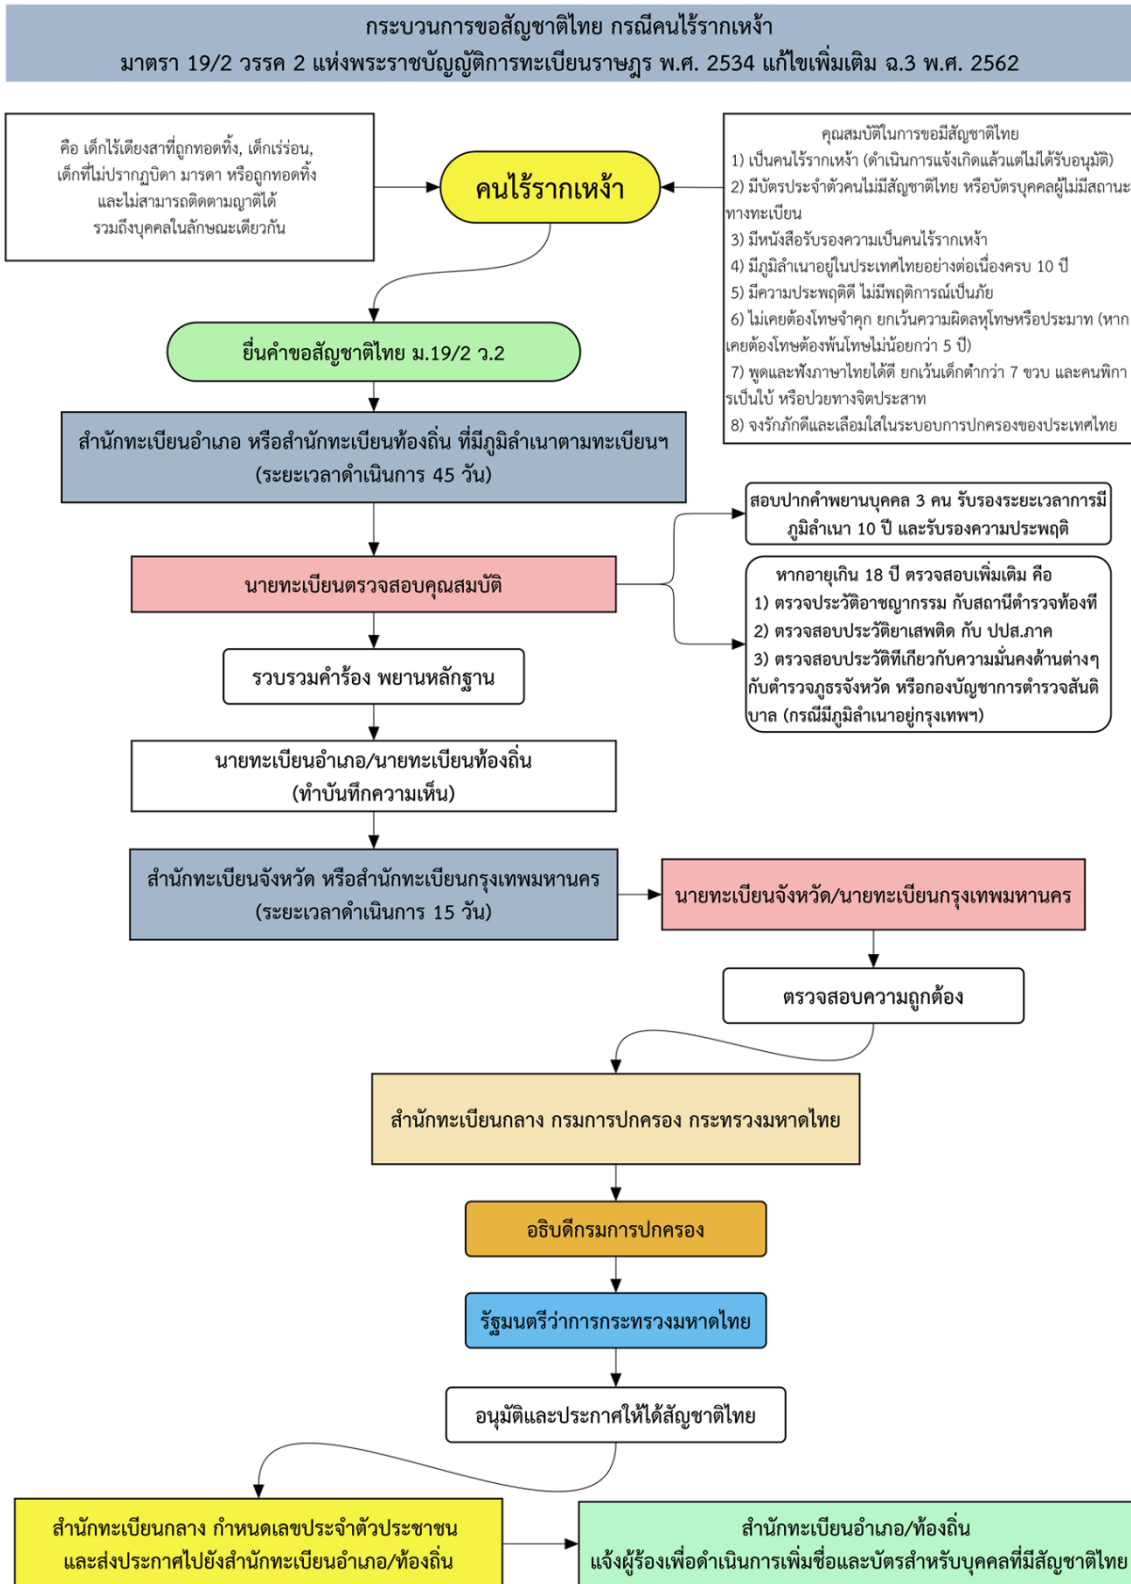 กระบวนการขอสัญชาติไทย กรณีคนไร้รากเหง้า
มาตรา 19/2 วรรค 2 แห่งพระราชบัญญัติการทะเบียนราษฎร พ.ศ. 2534 แก้ไขเพิ่มเติม ฉ.3 พ.ศ. 2562
คือ เด็กไร้เดียงสาที่ถูกทอดทิ้ง, เด็กเร่ร่อน,
เด็กที่ไม่ปรากฏบิดา มารดา หรือถูกทอดทิ้ง
และไม่สามารถติดตามญาติได้
รวมถึงบุคคลในลักษณะเดียวกัน
คนไร้รากเหง้า
คุณสมบัติในการขอมีสัญชาติไทย
1) เป็นคนไร้รากเหง้า (ดำเนินการแจ้งเกิดแล้วแต่ไม่ได้รับอนุมัติ)
2) มีบัตรประจำตัวคนไม่มีสัญชาติไทย หรือบัตรบุคคลผู้ไม่มีสถานะ
ทางทะเบียน
3) มีหนังสือรับรองความเป็นคนไร้รากเหง้า
4) มีภูมิลำเนาอยู่ในประเทศไทยอย่างต่อเนื่องครบ 10 ปี
5) มีความประพฤติดี ไม่มีพฤติการณ์เป็นภัย
6) ไม่เคยต้องโทษจำคุก ยกเว้นความผิดลหุโทษหรือประมาท (หาก
เคยต้องโทษต้องพ้นโทษไม่น้อยกว่า 5 ปี)
7) พูดและฟังภาษาไทยได้ดี ยกเว้นเด็กต่ำกว่า 7 ขวบ และคนพิกา
รเป็นใบ้ หรือป่วยทางจิตประสาท
8) จงรักภักดีและเลื่อมใสในระบอบการปกครองของประเทศไทย
ยื่นคำขอสัญชาติไทย ม.19/2 ว.2
สำนักทะเบียนอำเภอ หรือสำนักทะเบียนท้องถิ่น ที่มีภูมิลำเนาตามทะเบียนฯ
(ระยะเวลาดำเนินการ 45 วัน)
สอบปากคำพยานบุคคล 3 คน รับรองระยะเวลาการมี
ภูมิลำเนา 10 ปี และรับรองความประพฤติ
นายทะเบียนตรวจสอบคุณสมบัติ
หากอายุเกิน 18 ปี ตรวจสอบเพิ่มเติม คือ
1) ตรวจประวัติอาชญากรรม กับสถานีตำรวจท้องที่
2) ตรวจสอบประวัติยาเสพติด กับ ปปส.ภาค
3) ตรวจสอบประวัติที่เกี่ยวกับความมั่นคงด้านต่างๆ
กับตำรวจภูธรจังหวัด หรือกองบัญชาการตำรวจสันติ
บาล (กรณีมีภูมิลำเนาอยู่กรุงเทพฯ)
รวบรวมคำร้อง พยานหลักฐาน
นายทะเบียนอำเภอ/นายทะเบียนท้องถิ่น
(ทำบันทึกความเห็น)
สำนักทะเบียนจังหวัด หรือสำนักทะเบียนกรุงเทพมหานคร
(ระยะเวลาดำเนินการ 15 วัน)
นายทะเบียนจังหวัด/นายทะเบียนกรุงเทพมหานคร
ตรวจสอบความถูกต้อง
สำนักทะเบียนกลาง กรมการปกครอง กระทรวงมหาดไทย
อธิบดีกรมการปกครอง
รัฐมนตรีว่าการกระทรวงมหาดไทย
อนุมัติและประกาศให้ได้สัญชาติไทย
สำนักทะเบียนกลาง กำหนดเลขประจำตัวประชาชน
และส่งประกาศไปยังสำนักทะเบียนอำเภอ/ท้องถิ่น
สำนักทะเบียนอำเภอ/ท้องถิ่น
แจ้งผู้ร้องเพื่อดำเนินการเพิ่มชื่อและบัตรสำหรับบุคคลที่มีสัญชาติไทย